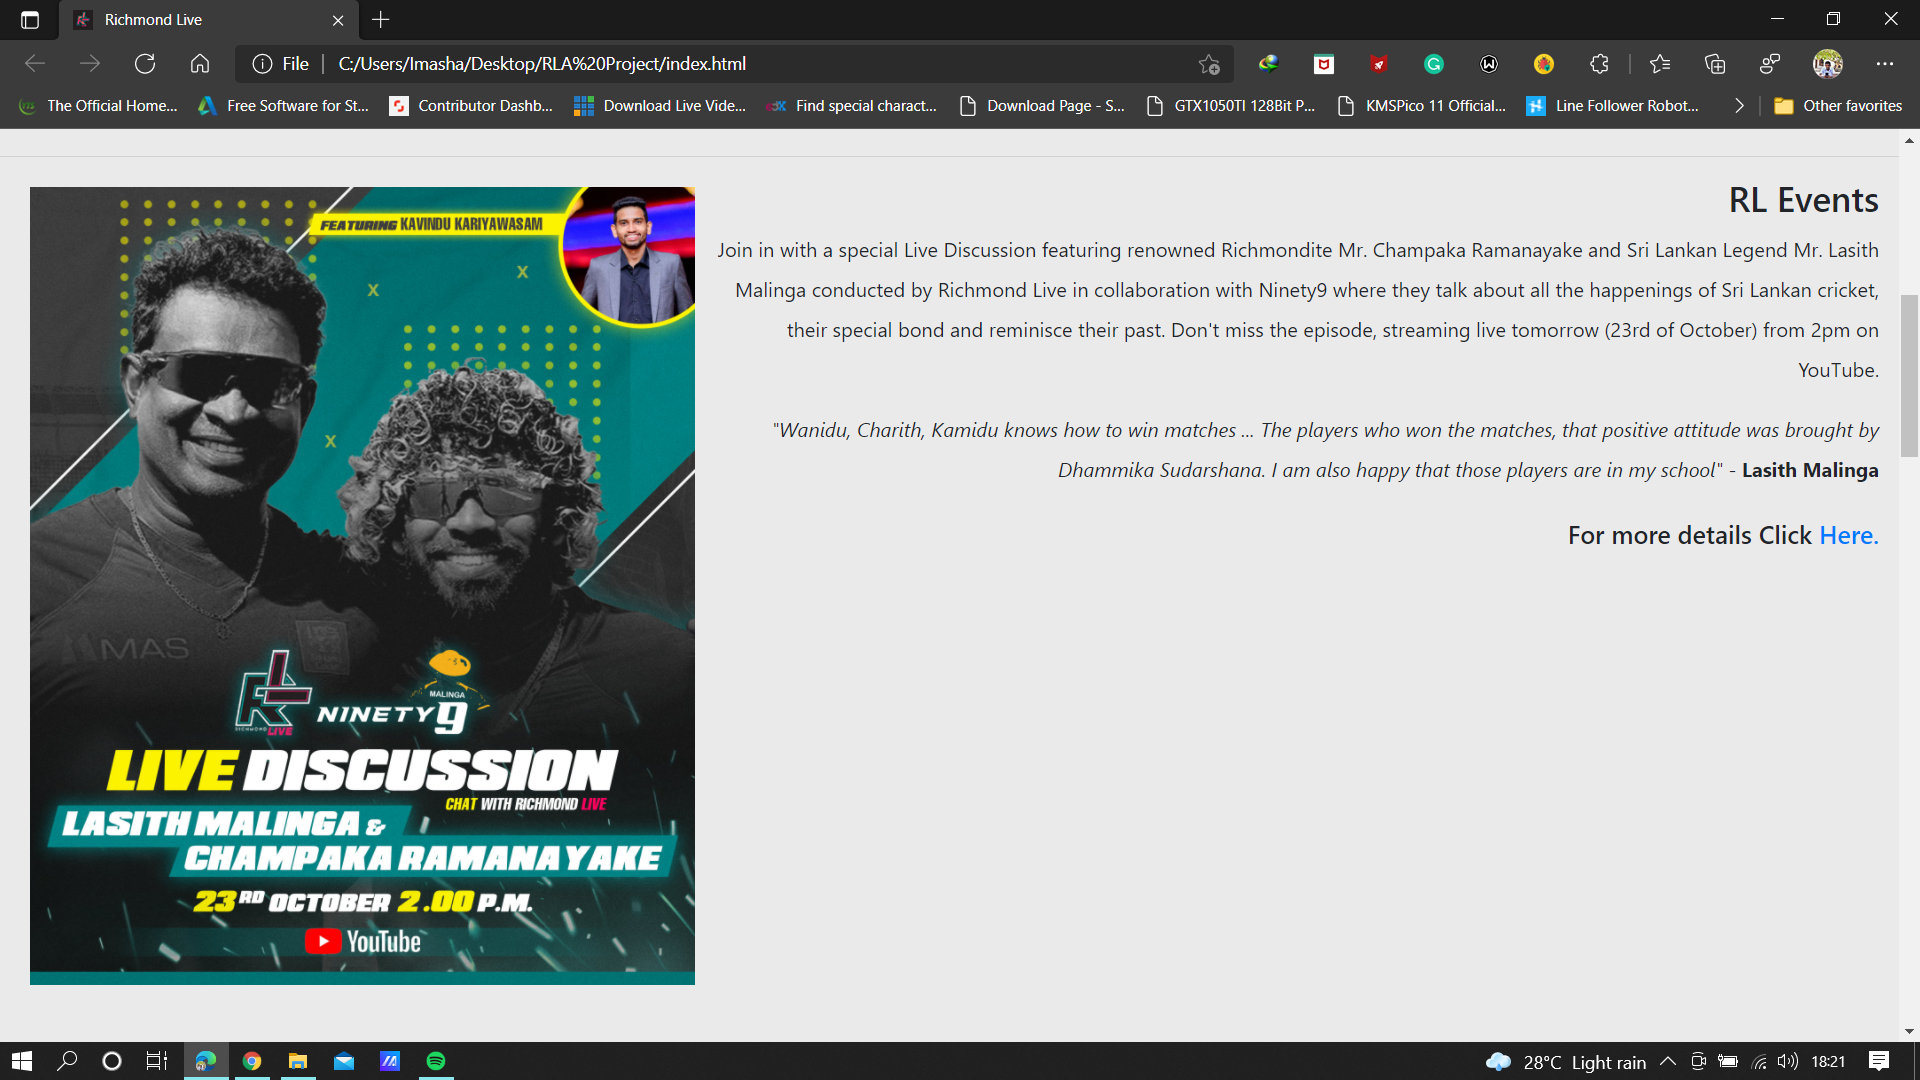 Richmond Live
File
C:/Users/Imasha/Desktop/RLA%20Project/index.html
The Official Home...
Free Software for St...
Contributor Dashb...
Download Live Vide...
Find special charact...
Download Page - S...
GTX1050TI 128Bit P...
KMSPico 11 Official...
Line Follower Robot...
Other favorites
FEATURING KAVINDU KARIYAWASAM
X
X
X
MAS
RICHMOND LIVE
MALINGA
NINETY9
LIVE DISCUSSION
CHAT WITH RICHMOND LIVE
LASITH MALINGA &
CHAMPAKA RAMANAYAKE
23RD OCTOBER 2.00 P.M.
YouTube
RL Events
Join in with a special Live Discussion featuring renowned Richmondite Mr. Champaka Ramanayake and Sri Lankan Legend Mr. Lasith
Malinga conducted by Richmond Live in collaboration with Ninety9 where they talk about all the happenings of Sri Lankan cricket,
their special bond and reminisce their past. Don't miss the episode, streaming live tomorrow (23rd of October) from 2pm on
YouTube.
"Wanidu, Charith, Kamidu knows how to win matches ... The players who won the matches, that positive attitude was brought by
Dhammika Sudarshana. I am also happy that those players are in my school" - Lasith Malinga
For more details Click Here.
28°C Light rain
18:21